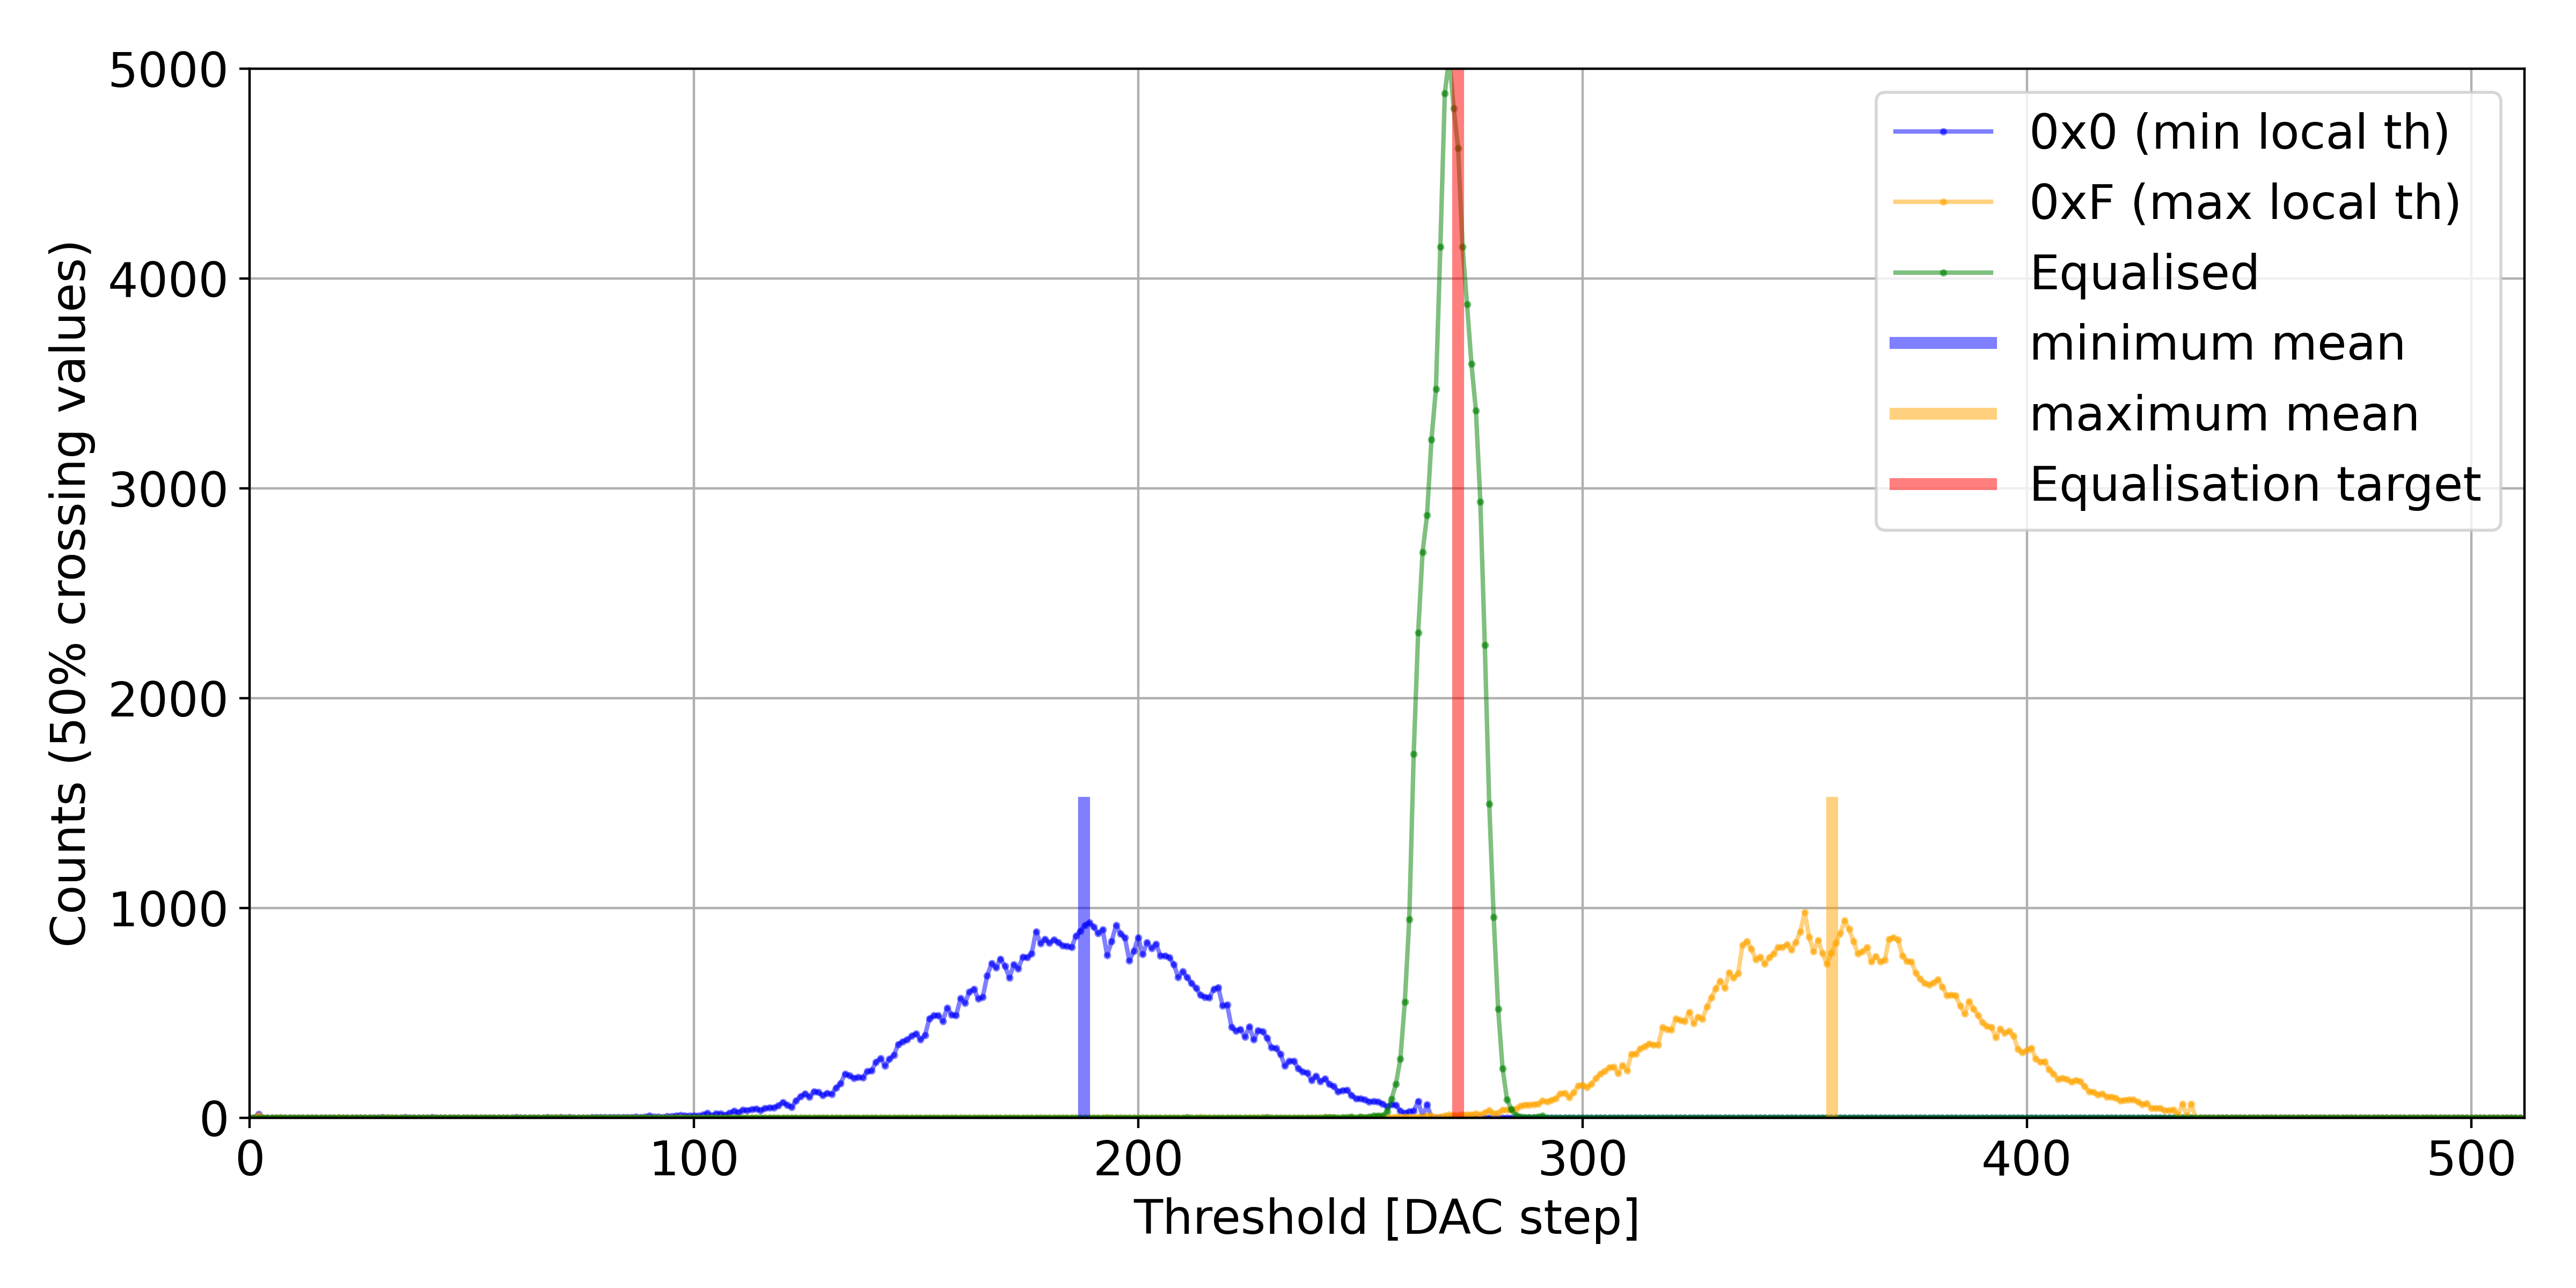 5000
4000
3000
2000
1000
0
Counts (50% crossing values)
0x0 (min local th)
0xF (max local th)
Equalised
minimum mean
maximum mean
Equalisation target
0 100 200 300 400 500
Threshold [DAC step]